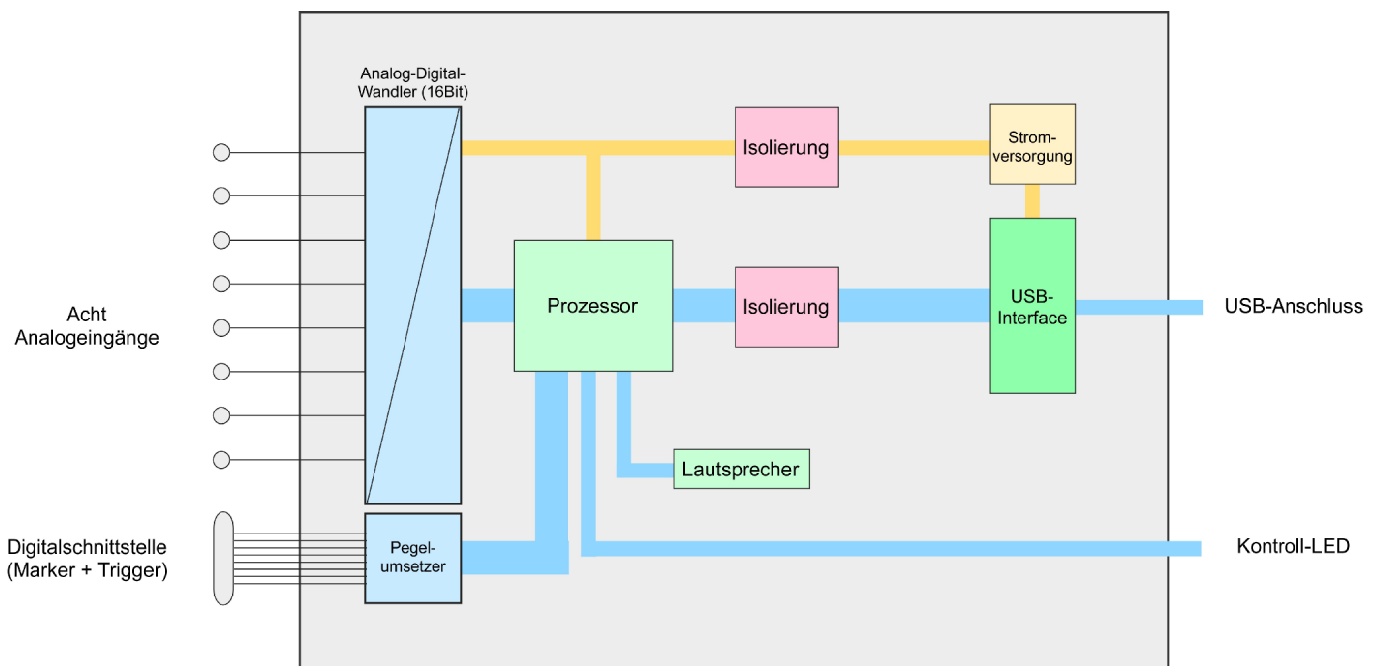 Analog-Digital-
Wandler (16Bit)
Isolierung
Strom-
versorgung
Prozessor
Isolierung
USB-
Interface
USB-Anschluss
Acht
Analogeingänge
Lautsprecher
Digitalschnittstelle
(Marker + Trigger)
Pegel-
umsetzer
Kontroll-LED